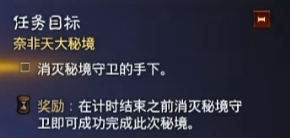 任务目标
奈非天大秘境
消灭秘境守卫的手下。
奖励：在计时结束之前消灭秘境守
卫即可成功完成此次秘境。